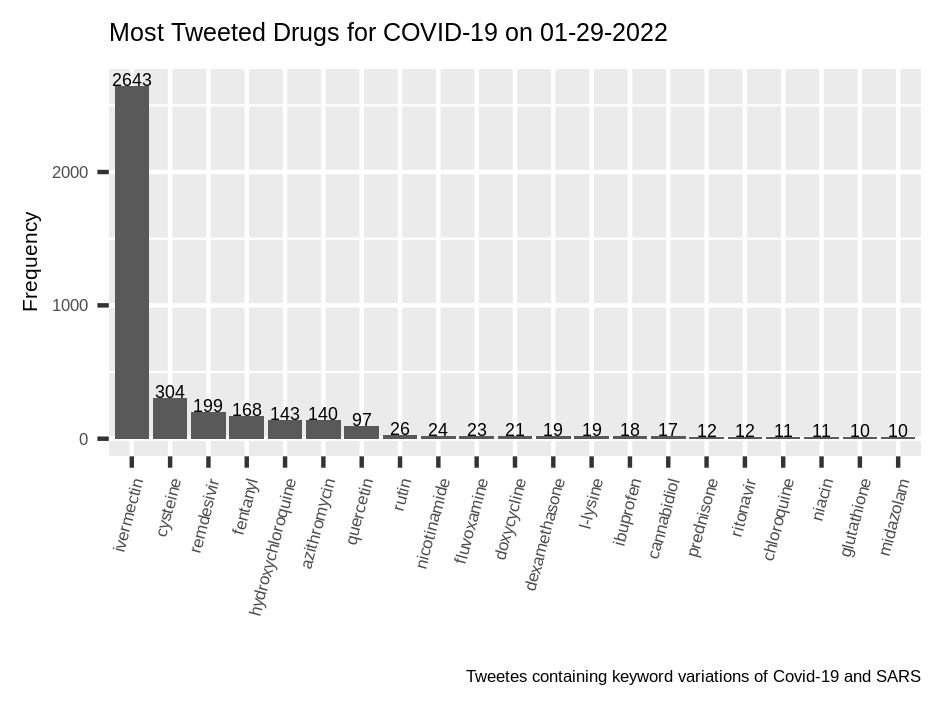 Most Tweeted Drugs for COVID-19 on 01-29-2022
Frequency
2000
1000
0
2643
304
199
168
143
140
97
26
24
23
21
19
19
18
17
12
12
11
11
10
10
ivermectin
cysteine
remdesivir
fentanyl
hydroxychloroquine
azithromycin
quercetin
rutin
nicotinamide
fluvoxamine
doxycycline
dexamethasone
l-lysine
ibuprofen
cannabidiol
prednisone
ritonavir
chloroquine
niacin
glutathione
midazolam
Tweetes containing keyword variations of Covid-19 and SARS